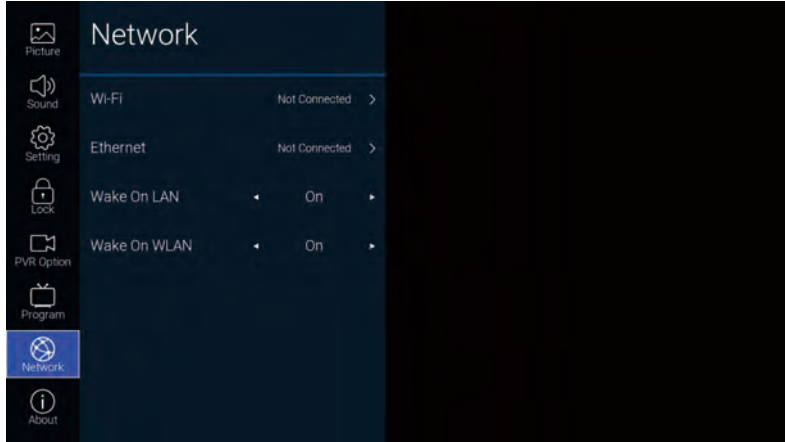 Picture
Sound
Setting
Lock
PVR Option
Program
Network
About
Network
Wi-Fi Not Connected >
Ethernet Not Connected >
Wake On LAN ◂ On ▸
Wake On WLAN ◂ On ▸